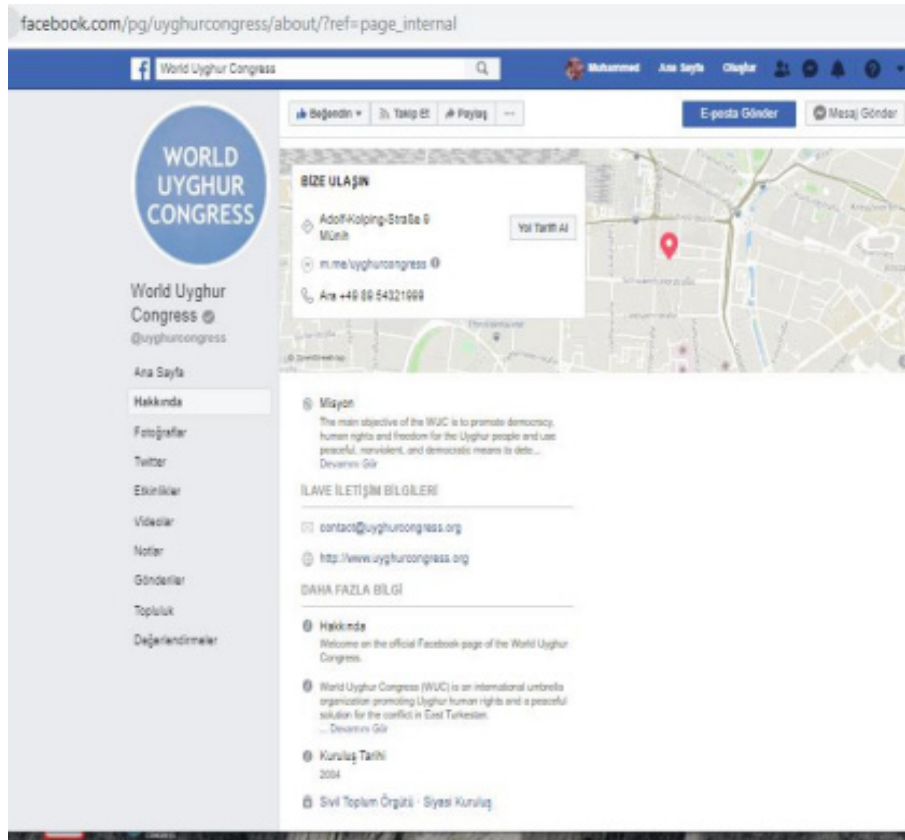 facebook.com/pg/uyghurcongress/about/?ref=page_internal
World Uyghur Congress
Muhammed Ana Sayfa Oluştur
WORLD
UYGHUR
CONGRESS
World Uyghur
Congress
@uyghurcongress
Ana Sayfa
Hakkında
Fotoğraflar
Twitter
Etkinlikler
Videolar
Notlar
Gönderiler
Topluluk
Değerlendirmeler
Beğendin Takip Et Paylaş ...
E-posta Gönder
Mesaj Gönder
BİZE ULAŞIN
Adolf-Kolping-Straße 9
Münih
Yol Tarifi Al
m.me/uyghurcongress
Ara +49 89 54321999
© OpenStreetMap
Misyon
The main objective of the WUC is to promote democracy,
human rights and freedom for the Uyghur people and use
peaceful, nonviolent, and democratic means to dete...
Devamını Gör
İLAVE İLETİŞİM BİLGİLERİ
contact@uyghurcongress.org
http://www.uyghurcongress.org
DAHA FAZLA BİLGİ
Hakkında
Welcome on the official Facebook page of the World Uyghur
Congress.
World Uyghur Congress (WUC) is an international umbrella
organization promoting Uyghur human rights and a peaceful
solution for the conflict in East Turkestan.
... Devamını Gör
Kuruluş Tarihi
2004
Sivil Toplum Örgütü · Siyasi Kuruluş